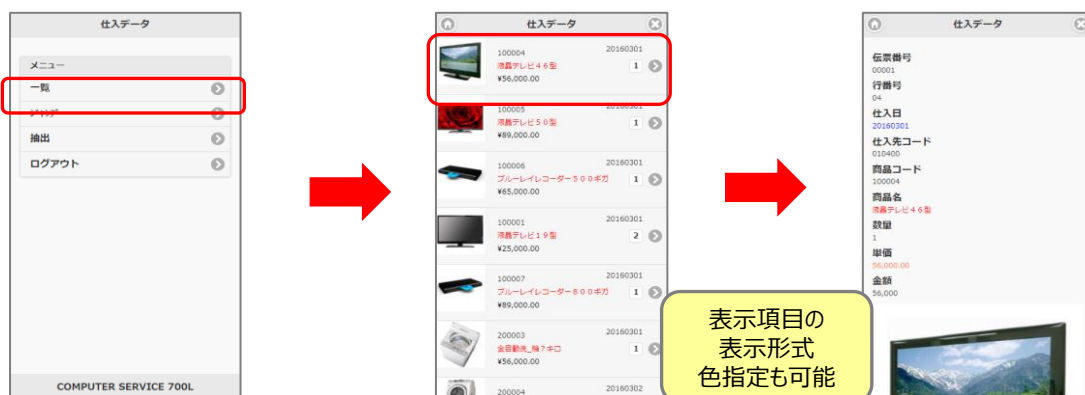 仕入データ
メニュー
一覧
抽出
ログアウト
COMPUTER SERVICE 700L
仕入データ
100004
20160301
液晶テレビ46型
1
¥56,000.00
100005
20160301
液晶テレビ50型
1
¥89,000.00
100006
20160301
ブルーレイレコーダー500ギガ
1
¥65,000.00
100001
20160301
液晶テレビ19型
2
¥25,000.00
100007
20160301
ブルーレイレコーダー800ギガ
1
¥89,000.00
200003
20160301
1
¥56,000.00
200004
20160302
表示項目の
表示形式
色指定も可能
仕入データ
伝票番号
00001
行番号
04
仕入日
20160301
仕入先コード
010400
商品コード
100004
商品名
液晶テレビ46型
数量
1
単価
56,000.00
金額
56,000